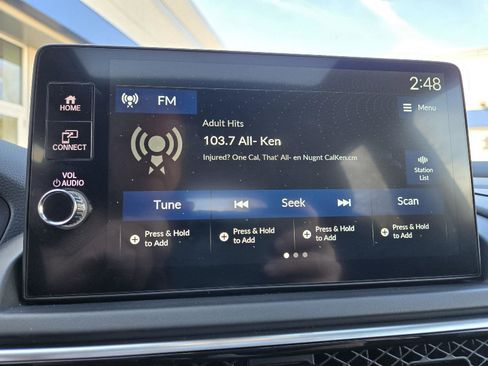 2:48
HOME
FM
Menu
Adult Hits
CONNECT
103.7 All- Ken
Injured? One Cal, That' All- en Nugnt CalKen.cm
VOL
AUDIO
Station
List
Tune
Seek
Scan
Press & Hold
to Add
Press & Hold
to Add
Press & Hold
to Add
Press & Hold
to Add